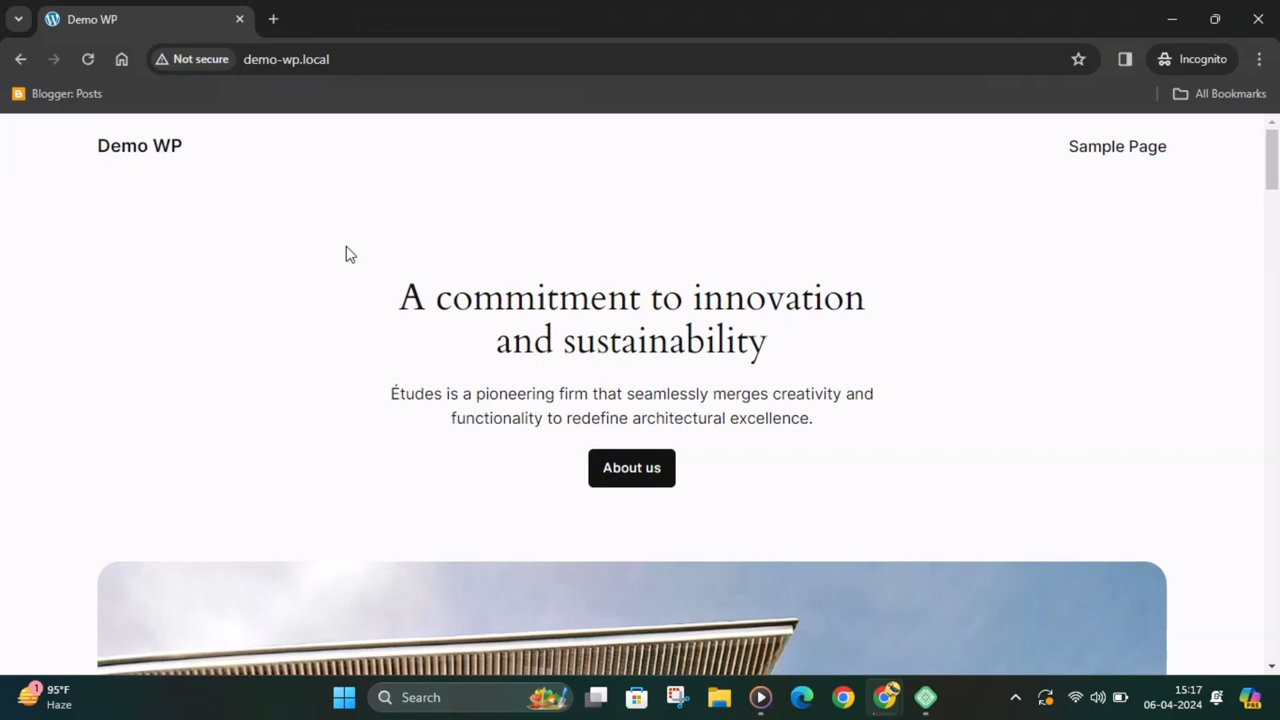 Demo WP
Not secure
demo-wp.local
Incognito
Blogger: Posts
All Bookmarks
Demo WP
Sample Page
A commitment to innovation
and sustainability
Études is a pioneering firm that seamlessly merges creativity and
functionality to redefine architectural excellence.
About us
1
95°F
Haze
Search
15:17
06-04-2024
PRE